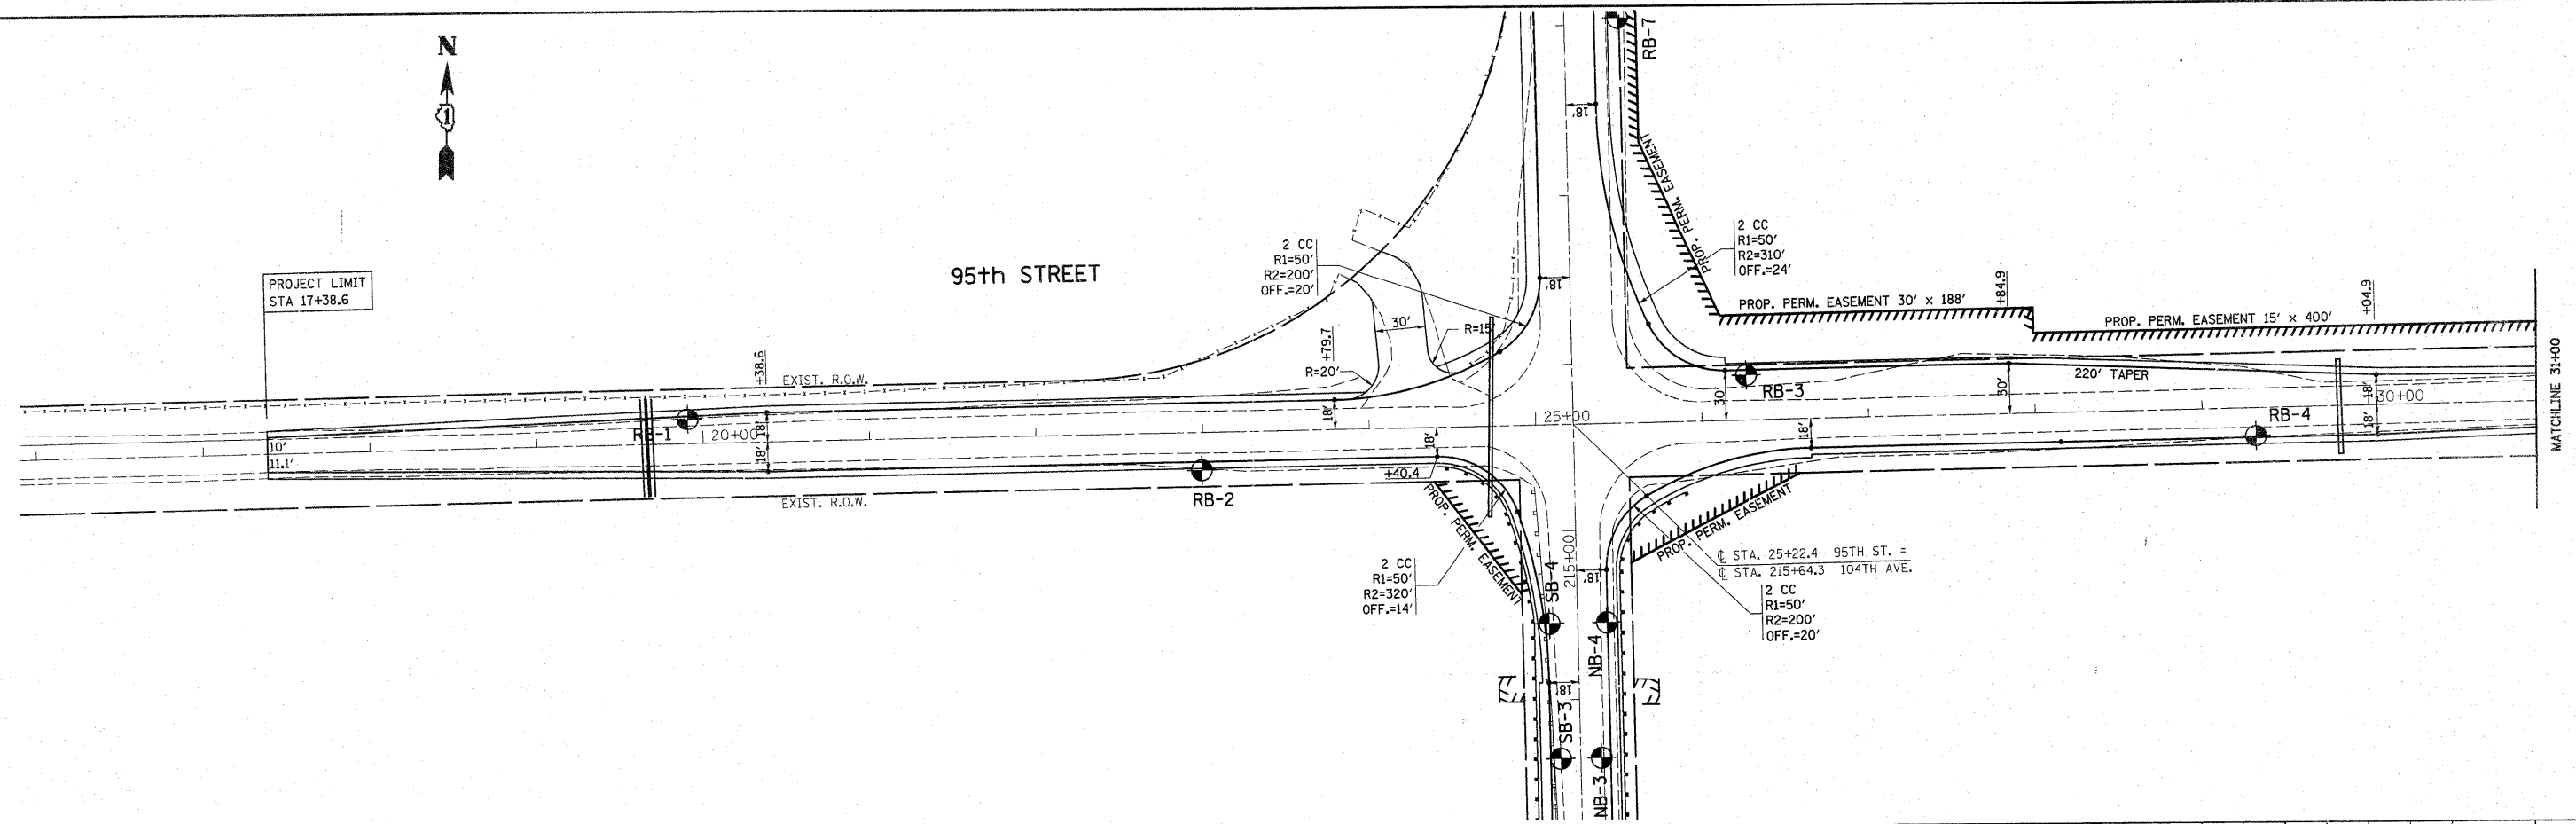 N
1
95th STREET
PROJECT LIMIT
STA 17+38.6
2 CC
R1=50'
R2=200'
OFF.=20'
30'
R=15'
R=20'
+79.7
+38.6
EXIST. R.O.W.
10'
11.1'
RB-1
20+00
18'
18'
18'
18'
+40.4
RB-2
EXIST. R.O.W.
18'
18'
RB-7
PROP. PERM. EASEMENT
PROP. PERM. EASEMENT
2 CC
R1=50'
R2=310'
OFF.=24'
PROP. PERM. EASEMENT 30' x 188'
+84.9
PROP. PERM. EASEMENT 15' x 400'
+04.9
RB-3
30'
30'
220' TAPER
18'
18'
30+00
RB-4
MATCHLINE 31+00
25+00
18'
PROP. PERM. EASEMENT
PROP. PERM. EASEMENT
2 CC
R1=50'
R2=320'
OFF.=14'
215+00
18'
℄ STA. 25+22.4 95TH ST. =
℄ STA. 215+64.3 104TH AVE.
2 CC
R1=50'
R2=200'
OFF.=20'
SB-4
NB-4
18'
SB-3
NB-3